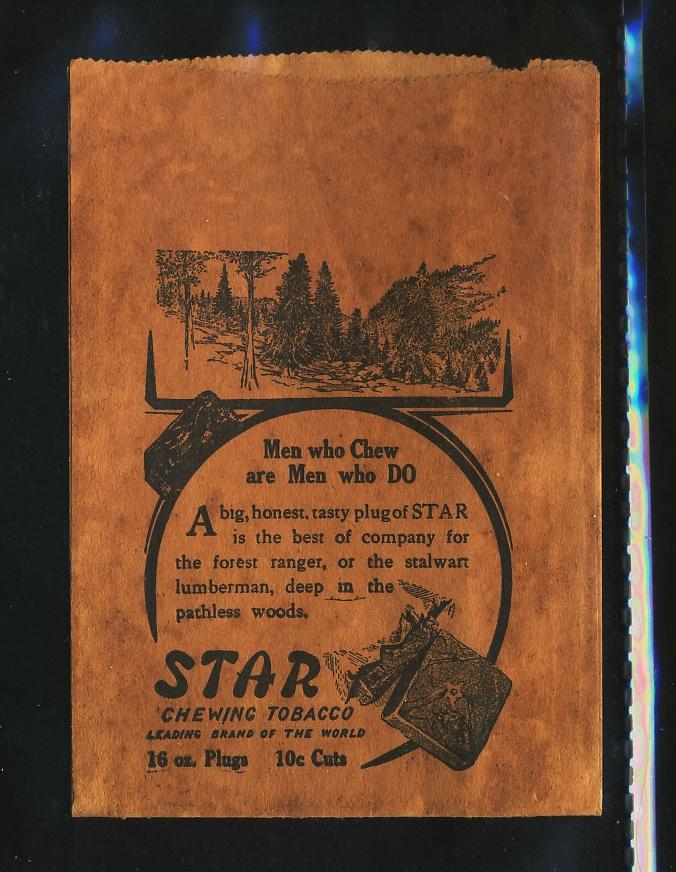 Men who Chew
are Men who DO
A big, honest, tasty plug of STAR
is the best of company for
the forest ranger, or the stalwart
lumberman, deep in the
pathless woods.
STAR
CHEWING TOBACCO
LEADING BRAND OF THE WORLD
16 oz. Plugs 10c Cuts